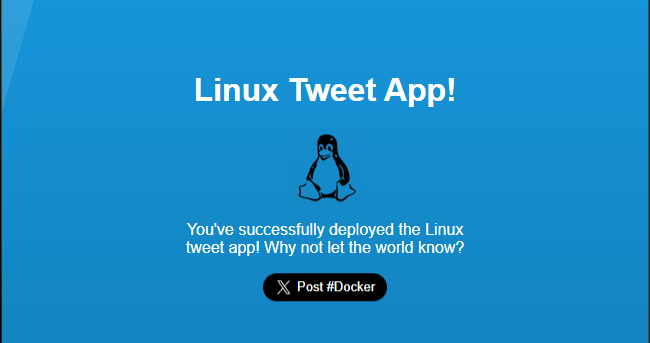 Linux Tweet App!
You've successfully deployed the Linux
tweet app! Why not let the world know?
Post #Docker